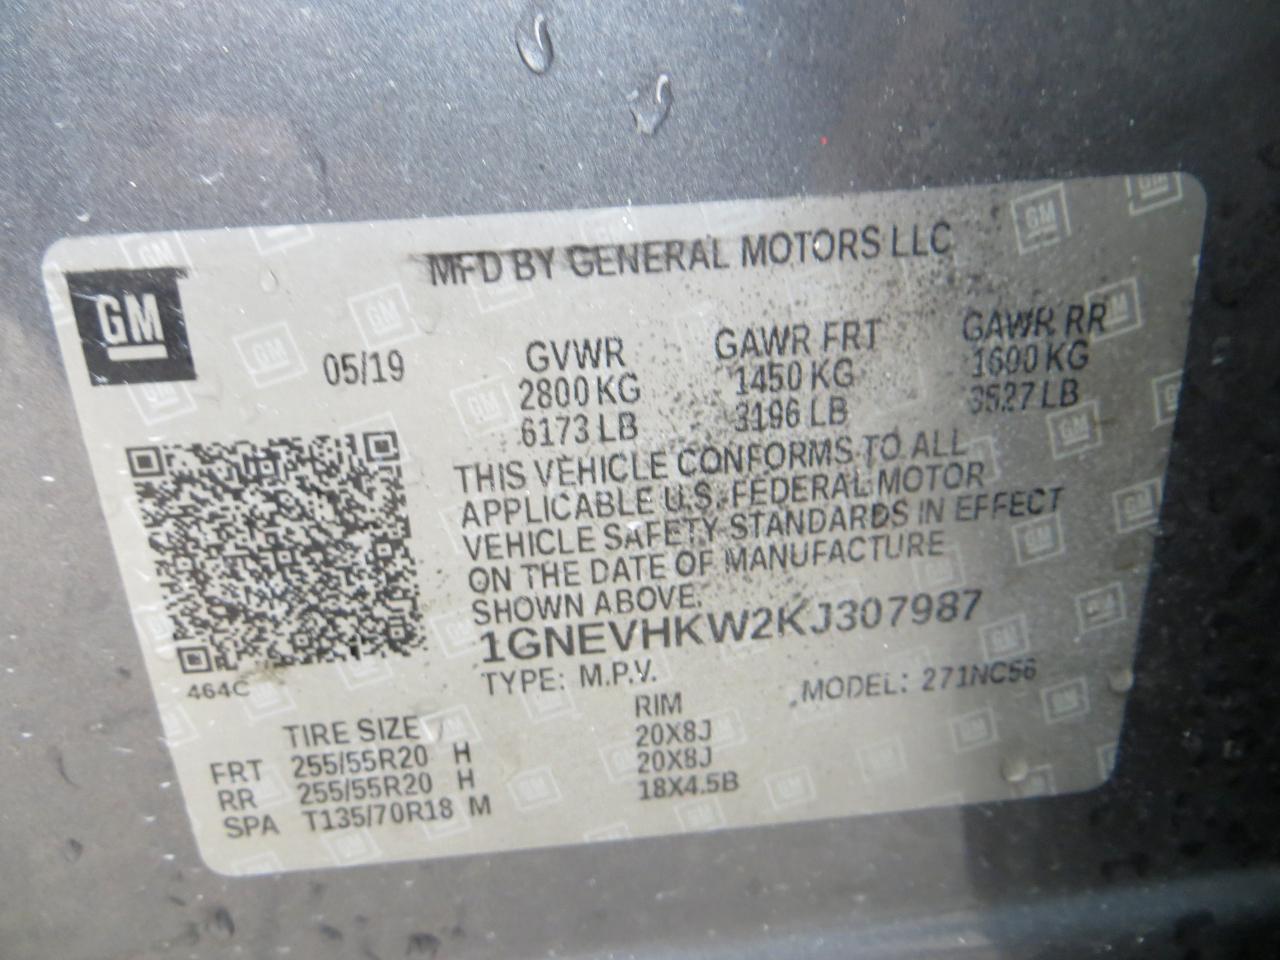 MFD BY GENERAL MOTORS LLC
GM
05/19
GVWR GAWR FRT GAWR RR
2800 KG 1450 KG 1600 KG
6173 LB 3196 LB 3527 LB
THIS VEHICLE CONFORMS TO ALL
APPLICABLE U.S. FEDERAL MOTOR
VEHICLE SAFETY STANDARDS IN EFFECT
ON THE DATE OF MANUFACTURE
SHOWN ABOVE.
1GNEVHKW2KJ307987
464C
TYPE: M.P.V. MODEL: 271NC56
TIRE SIZE RIM
FRT 255/55R20 H 20X8J
RR 255/55R20 H 20X8J
SPA T135/70R18 M 18X4.5B